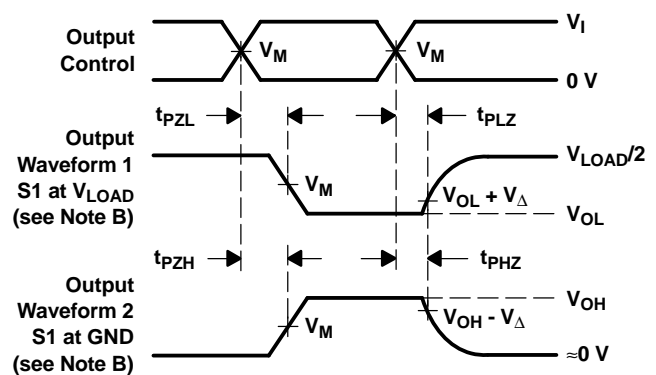 Output
Control
V_M
V_M
V_I
0 V
t_PZL
t_PLZ
Output
Waveform 1
S1 at V_LOAD
(see Note B)
V_M
V_LOAD/2
V_OL + V_Δ
V_OL
t_PZH
t_PHZ
Output
Waveform 2
S1 at GND
(see Note B)
V_M
V_OH
V_OH - V_Δ
≈0 V